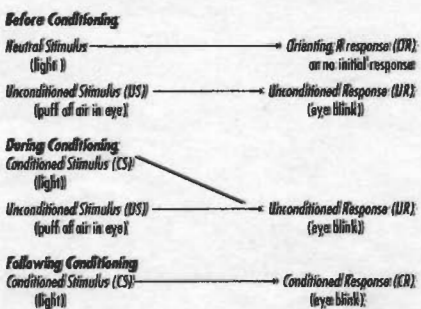 Before Conditioning
Neutral Stimulus Orienting Response (OR)
(light) or no initial response
Unconditioned Stimulus (US) Unconditioned Response (UR)
(puff of air in eye) (eye blink)
During Conditioning
Conditioned Stimulus (CS)
(light)
Unconditioned Stimulus (US) Unconditioned Response (UR)
(puff of air in eye) (eye blink)
Following Conditioning
Conditioned Stimulus (CS) Conditioned Response (CR)
(light) (eye blink)